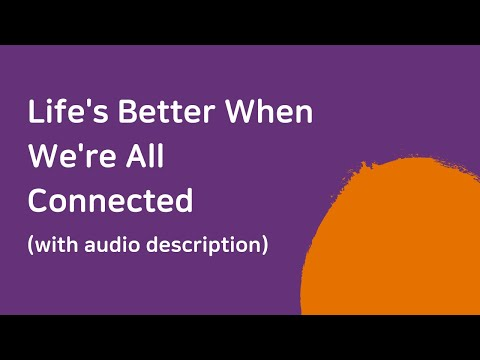 Life's Better When
We're All
Connected
(with audio description)